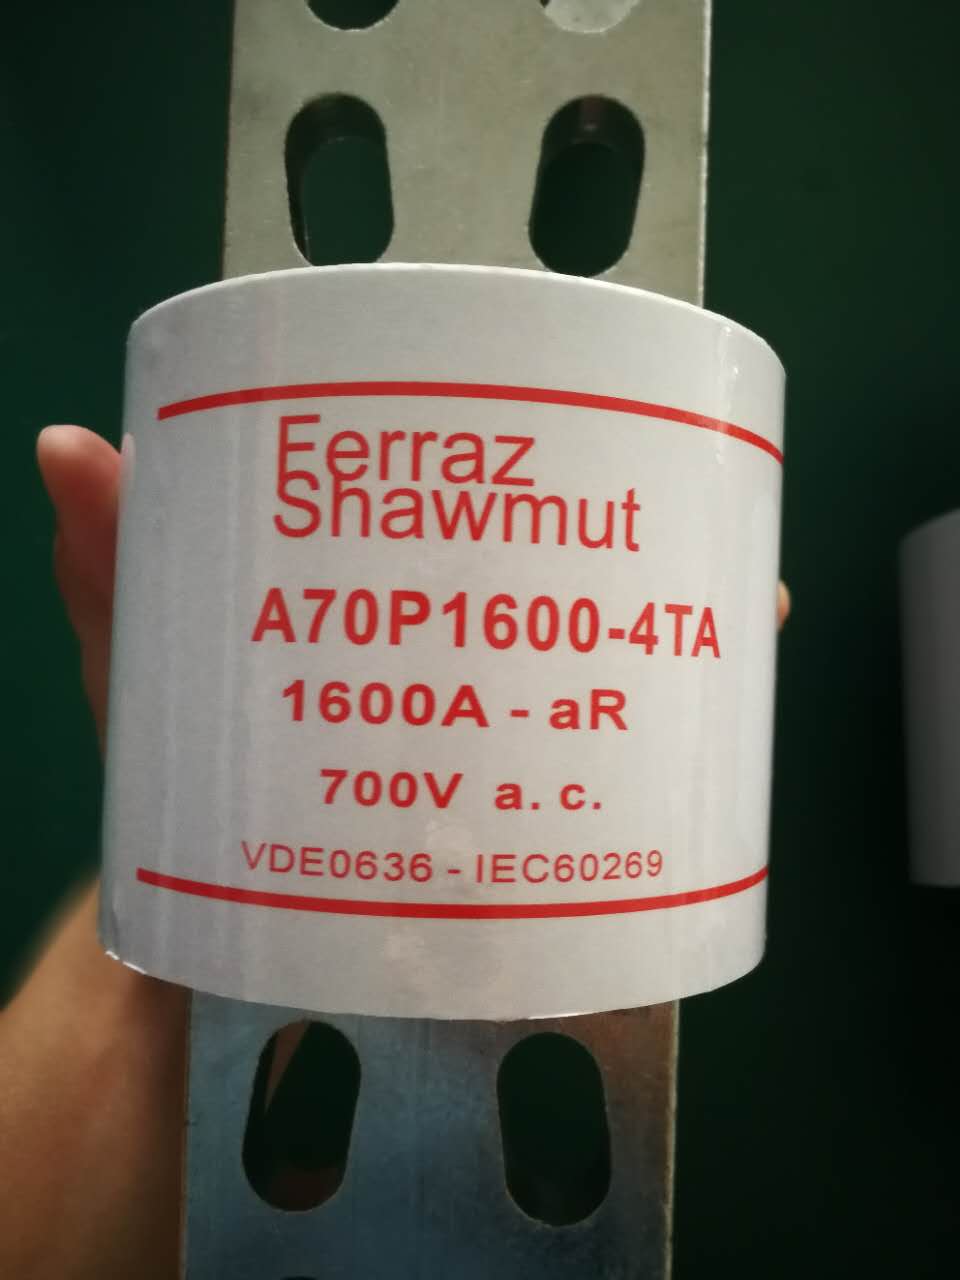 Ferraz
Shawmut
A70P1600-4TA
1600A - aR
700V a. c.
VDE0636 - IEC60269